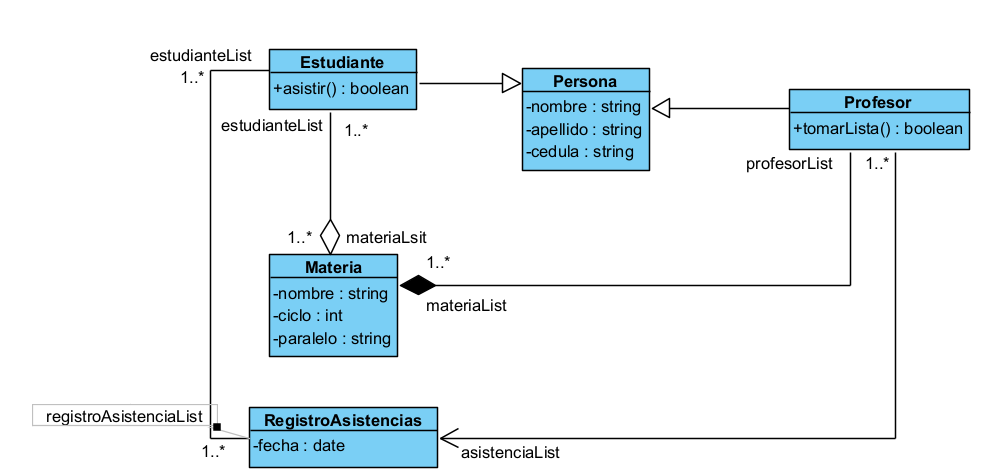 estudianteList
1..*
Estudiante
+asistir() : boolean
estudianteList
1..*
Persona
-nombre : string
-apellido : string
-cedula : string
Profesor
+tomarLista() : boolean
profesorList
1..*
1..*
materiaLsit
Materia
-nombre : string
-ciclo : int
-paralelo : string
1..*
materiaList
registroAsistenciaList
1..*
RegistroAsistencias
-fecha : date
asistenciaList